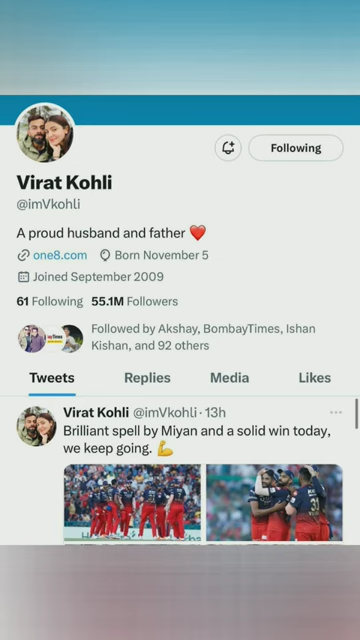 Following
Virat Kohli
@imVkohli
A proud husband and father ❤️
one8.com Born November 5
Joined September 2009
61 Following 55.1M Followers
Followed by Akshay, BombayTimes, Ishan
Kishan, and 92 others
Tweets Replies Media Likes
Virat Kohli @imVkohli · 13h
Brilliant spell by Miyan and a solid win today,
we keep going. 💪